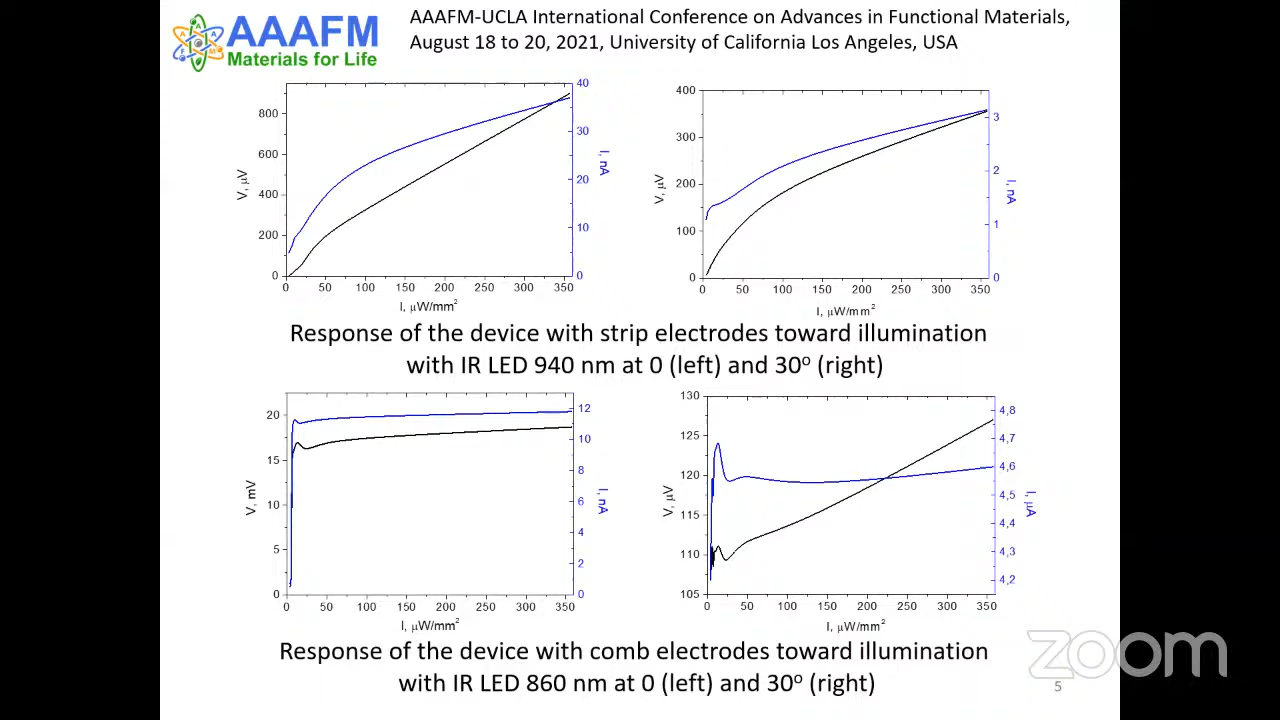 AAAFM
Materials for Life
AAAFM-UCLA International Conference on Advances in Functional Materials,
August 18 to 20, 2021, University of California Los Angeles, USA
800
600
400
200
0
V, μV
0 50 100 150 200 250 300 350
I, μW/mm²
40
30
20
10
0
I, nA
400
300
200
100
0
V, μV
0 50 100 150 200 250 300 350
I, μW/mm²
3
2
1
0
I, nA
Response of the device with strip electrodes toward illumination
with IR LED 940 nm at 0 (left) and 30º (right)
20
15
10
5
0
V, mV
0 50 100 150 200 250 300 350
I, μW/mm²
12
10
8
6
4
2
0
I, nA
130
125
120
115
110
105
V, μV
0 50 100 150 200 250 300 350
I, μW/mm²
4,8
4,7
4,6
4,5
4,4
4,3
4,2
I, μA
Response of the device with comb electrodes toward illumination
with IR LED 860 nm at 0 (left) and 30º (right)
zoom
5